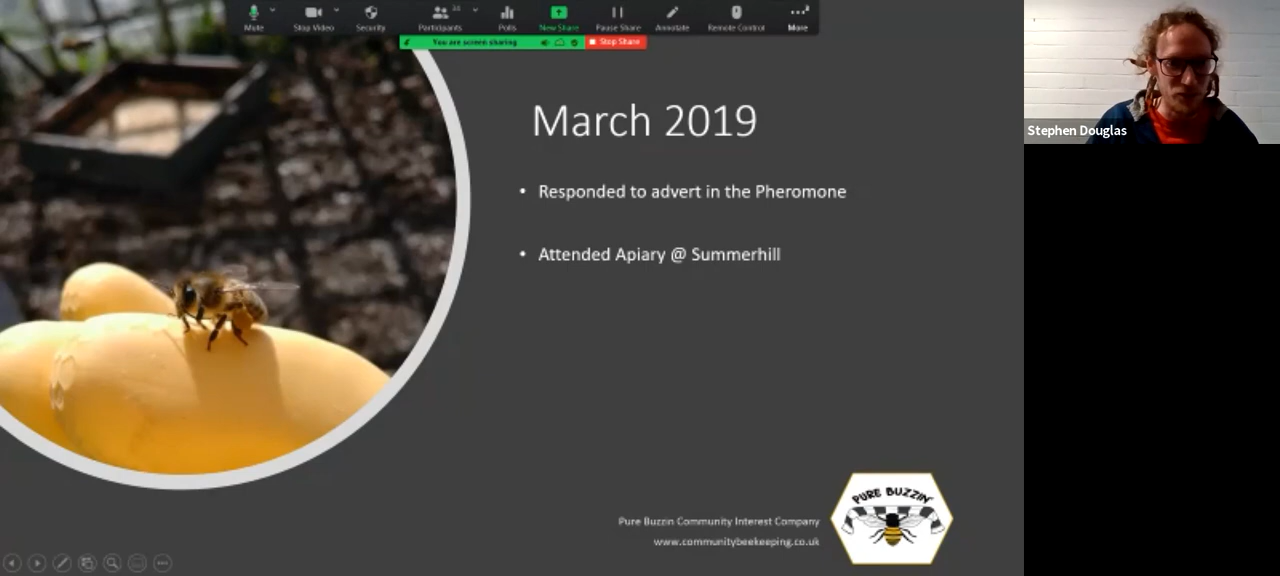 Mute
Stop Video
Security
Participants
Polls
New Share
Pause Share
Annotate
Remote Control
More
You are screen sharing
Stop Share
March 2019
• Responded to advert in the Pheromone
• Attended Apiary @ Summerhill
Pure Buzzin Community Interest Company
www.communitybeekeeping.co.uk
PURE BUZZIN'
Stephen Douglas